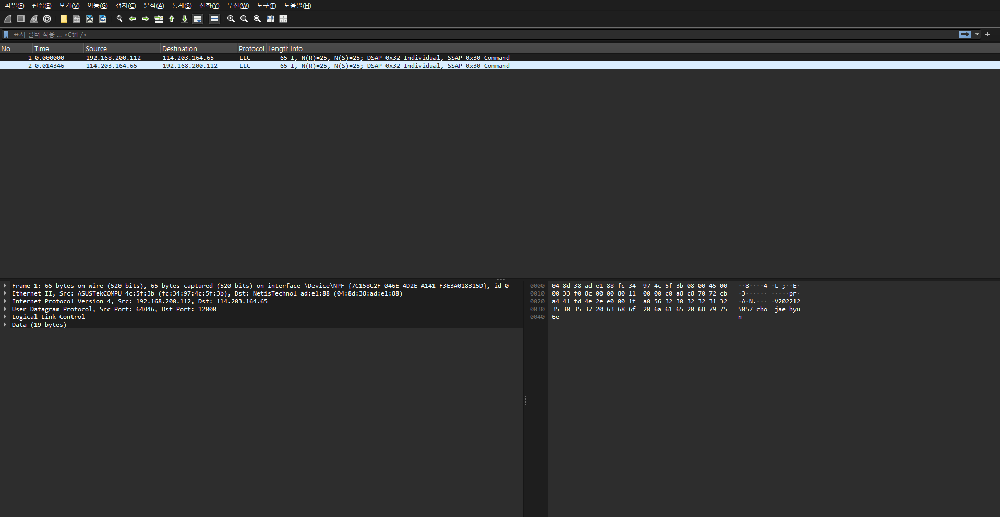 파일(F) 편집(E) 보기(V) 이동(G) 캡처(C) 분석(A) 통계(S) 전화(Y) 무선(W) 도구(T) 도움말(H)
표시 필터 적용 ... <Ctrl-/>
No. Time Source Destination Protocol Length Info
1 0.000000 192.168.200.112 114.203.164.65 LLC 65 I, N(R)=25, N(S)=25; DSAP 0x32 Individual, SSAP 0x30 Command
2 0.014346 114.203.164.65 192.168.200.112 LLC 65 I, N(R)=25, N(S)=25; DSAP 0x32 Individual, SSAP 0x30 Command
Frame 1: 65 bytes on wire (520 bits), 65 bytes captured (520 bits) on interface \Device\NPF_{7C158C2F-046E-4D2E-A141-F3E3A018315D}, id 0
Ethernet II, Src: ASUSTekCOMPU_4c:5f:3b (fc:34:97:4c:5f:3b), Dst: NetisTechnol_ad:e1:88 (04:8d:38:ad:e1:88)
Internet Protocol Version 4, Src: 192.168.200.112, Dst: 114.203.164.65
User Datagram Protocol, Src Port: 64846, Dst Port: 12000
Logical-Link Control
Data (19 bytes)
0000 04 8d 38 ad e1 88 fc 34 97 4c 5f 3b 08 00 45 00 ··8····4 ·L_;··E·
0010 00 33 f0 8c 00 00 80 11 00 00 c0 a8 c8 70 72 cb ·3······ ·····pr·
0020 a4 41 fd 4e 2e e0 00 1f a0 56 32 30 32 32 31 32 ·A·N.··· ·V202212
0030 35 30 35 37 20 63 68 6f 20 6a 61 65 20 68 79 75 5057 cho jae hyu
0040 6e n